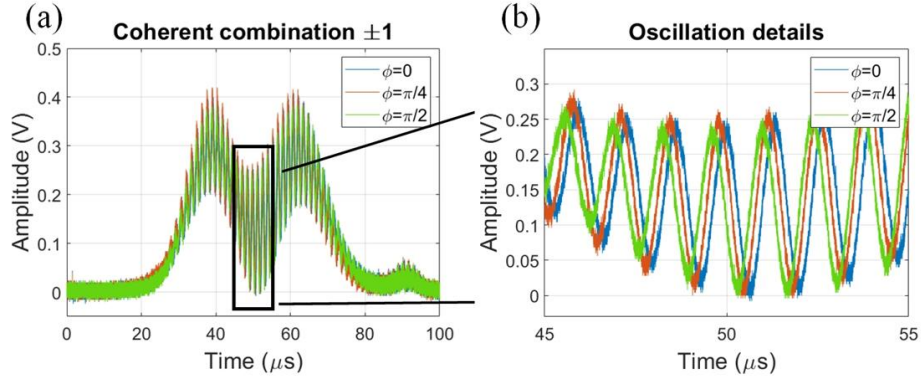 (a)
Coherent combination ±1
0.5
0.4
0.3
0.2
0.1
0
Amplitude (V)
ϕ=0
ϕ=π/4
ϕ=π/2
0 20 40 60 80 100
Time (μs)
(b)
Oscillation details
0.3
0.25
0.2
0.15
0.1
0.05
0
Amplitude (V)
ϕ=0
ϕ=π/4
ϕ=π/2
45 50 55
Time (μs)